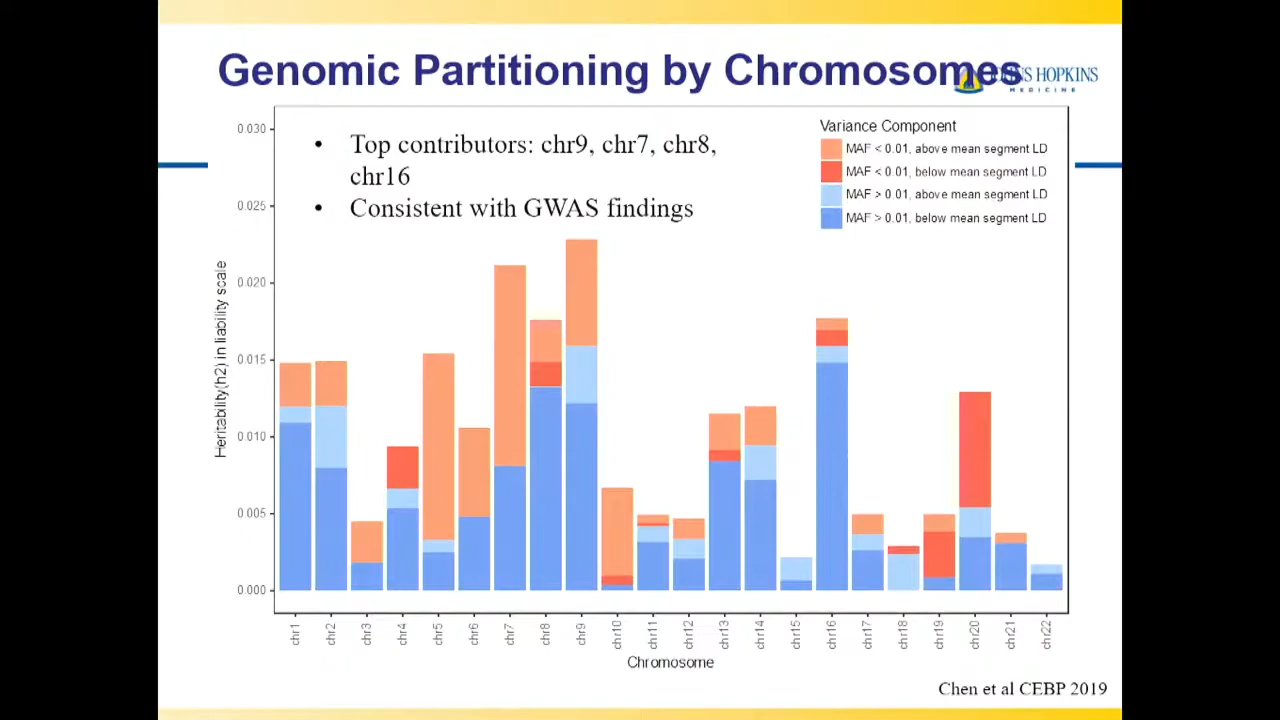 Genomic Partitioning by Chromosomes
HOPKINS
MEDICINE
• Top contributors: chr9, chr7, chr8,
chr16
• Consistent with GWAS findings
Variance Component
MAF < 0.01, above mean segment LD
MAF < 0.01, below mean segment LD
MAF > 0.01, above mean segment LD
MAF > 0.01, below mean segment LD
Heritability(h2) in liability scale
0.030
0.025
0.020
0.015
0.010
0.005
0.000
chr1 chr2 chr3 chr4 chr5 chr6 chr7 chr8 chr9 chr10 chr11 chr12 chr13 chr14 chr15 chr16 chr17 chr18 chr19 chr20 chr21 chr22
Chromosome
Chen et al CEBP 2019